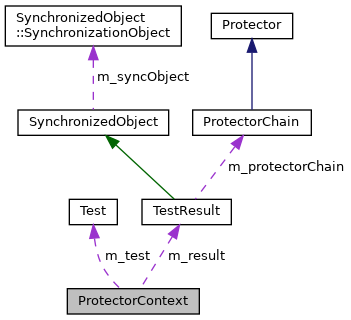 SynchronizedObject
::SynchronizationObject
Protector
m_syncObject
SynchronizedObject
ProtectorChain
m_protectorChain
Test
TestResult
m_test
m_result
ProtectorContext